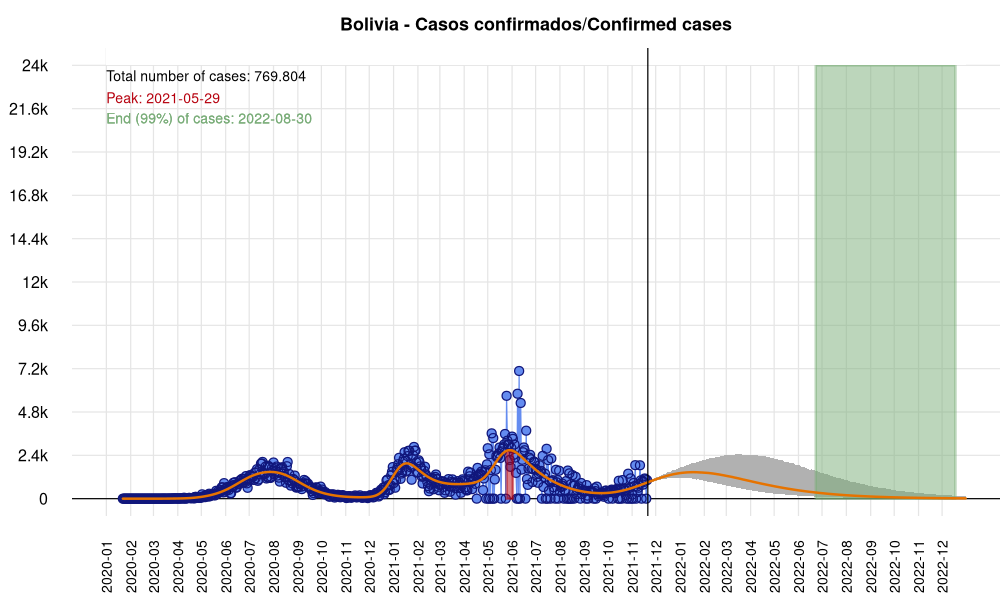 Bolivia - Casos confirmados/Confirmed cases
Total number of cases: 769.804
Peak: 2021-05-29
End (99%) of cases: 2022-08-30
24k
21.6k
19.2k
16.8k
14.4k
12k
9.6k
7.2k
4.8k
2.4k
0
2020-01
2020-02
2020-03
2020-04
2020-05
2020-06
2020-07
2020-08
2020-09
2020-10
2020-11
2020-12
2021-01
2021-02
2021-03
2021-04
2021-05
2021-06
2021-07
2021-08
2021-09
2021-10
2021-11
2021-12
2022-01
2022-02
2022-03
2022-04
2022-05
2022-06
2022-07
2022-08
2022-09
2022-10
2022-11
2022-12